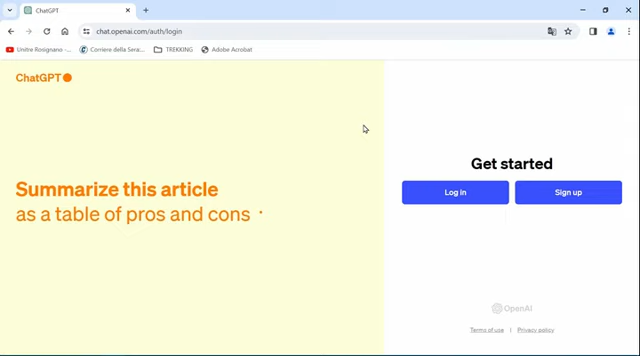 ChatGPT
chat.openai.com/auth/login
Unitre Rosignano -...
Corriere della Sera:...
TREKKING
Adobe Acrobat
ChatGPT
Summarize this article
as a table of pros and cons
Get started
Log in
Sign up
OpenAI
Terms of use | Privacy policy